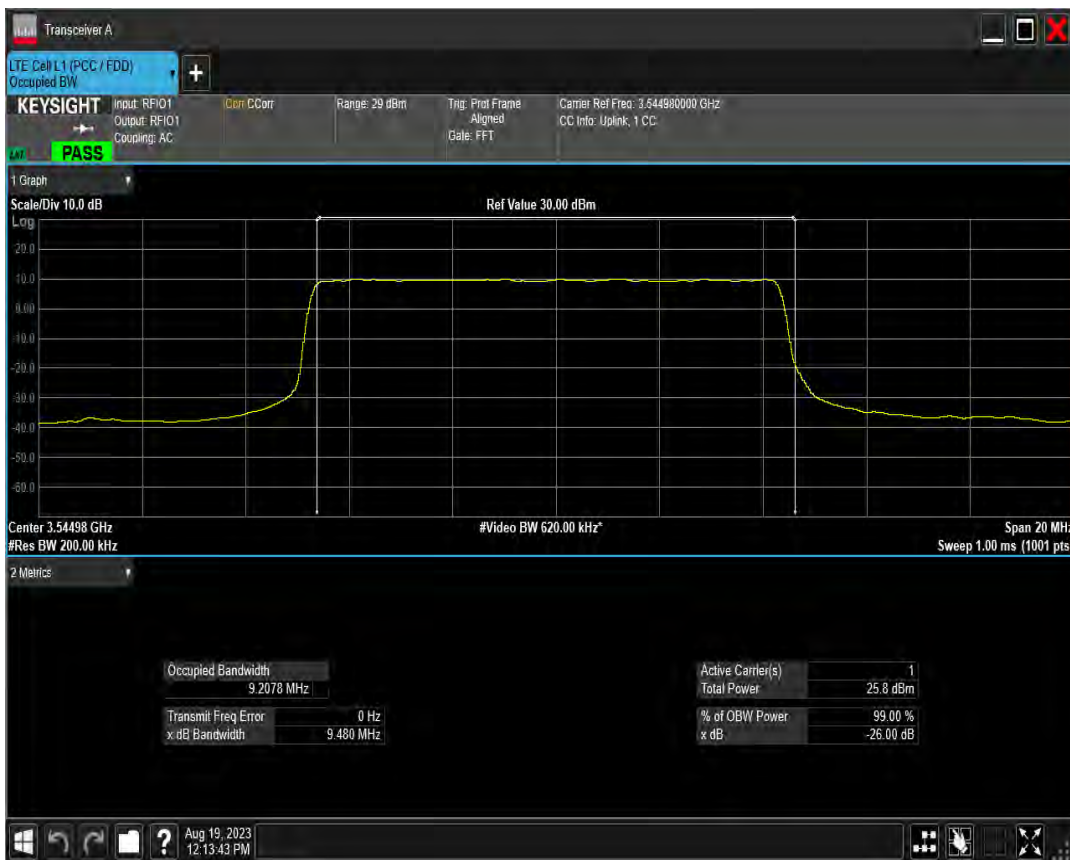 Transceiver A
LTE Cell L1 (PCC / FDD)
Occupied BW
+
KEYSIGHT
PASS
Input: RFIO1
Output: RFIO1
Coupling: AC
Corr CCorr
Range: 29 dBm
Trig: Prot Frame
Aligned
Gate: FFT
Carrier Ref Freq: 3.544980000 GHz
CC Info: Uplink, 1 CC
1 Graph
Scale/Div 10.0 dB
Ref Value 30.00 dBm
Log
20.0
10.0
0.00
-10.0
-20.0
-30.0
-40.0
-50.0
-60.0
Center 3.54498 GHz
#Video BW 620.00 kHz*
Span 20 MHz
#Res BW 200.00 kHz
Sweep 1.00 ms (1001 pts
2 Metrics
Occupied Bandwidth
9.2078 MHz
Transmit Freq Error 0 Hz
x dB Bandwidth 9.480 MHz
Active Carrier(s) 1
Total Power 25.8 dBm
% of OBW Power 99.00 %
x dB -26.00 dB
?
Aug 19, 2023
12:13:43 PM